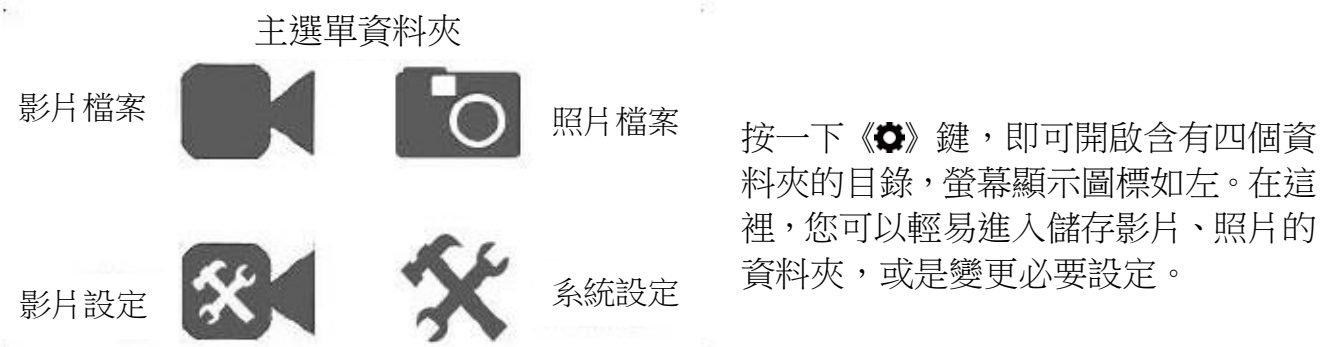 主選單資料夾
影片檔案
照片檔案
影片設定
系統設定
按一下《⚙》鍵，即可開啟含有四個資
料夾的目錄，螢幕顯示圖標如左。在這
裡，您可以輕易進入儲存影片、照片的
資料夾，或是變更必要設定。